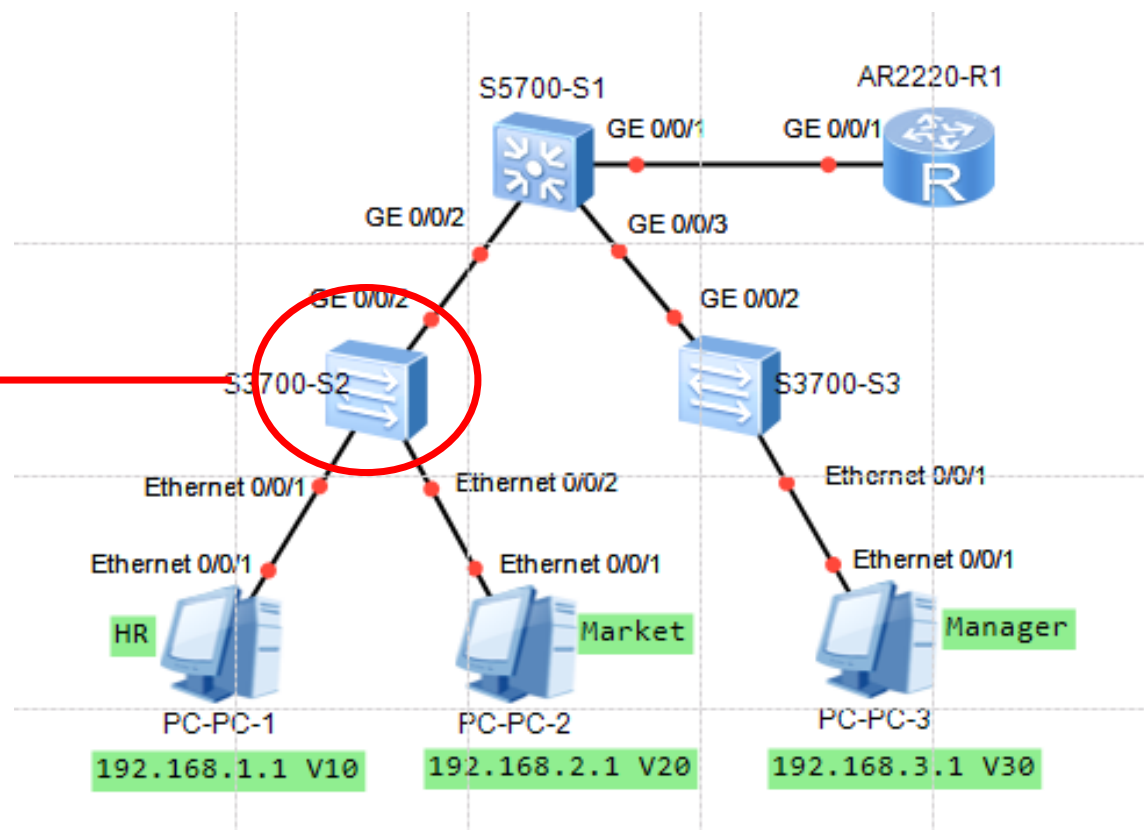 S5700-S1
AR2220-R1
GE 0/0/1
GE 0/0/1
GE 0/0/2
GE 0/0/3
GE 0/0/2
GE 0/0/2
S3700-S2
S3700-S3
Ethernet 0/0/1
Ethernet 0/0/2
Ethernet 0/0/1
Ethernet 0/0/1
Ethernet 0/0/1
Ethernet 0/0/1
HR
Market
Manager
R
PC-PC-1
PC-PC-2
PC-PC-3
192.168.1.1 V10
192.168.2.1 V20
192.168.3.1 V30